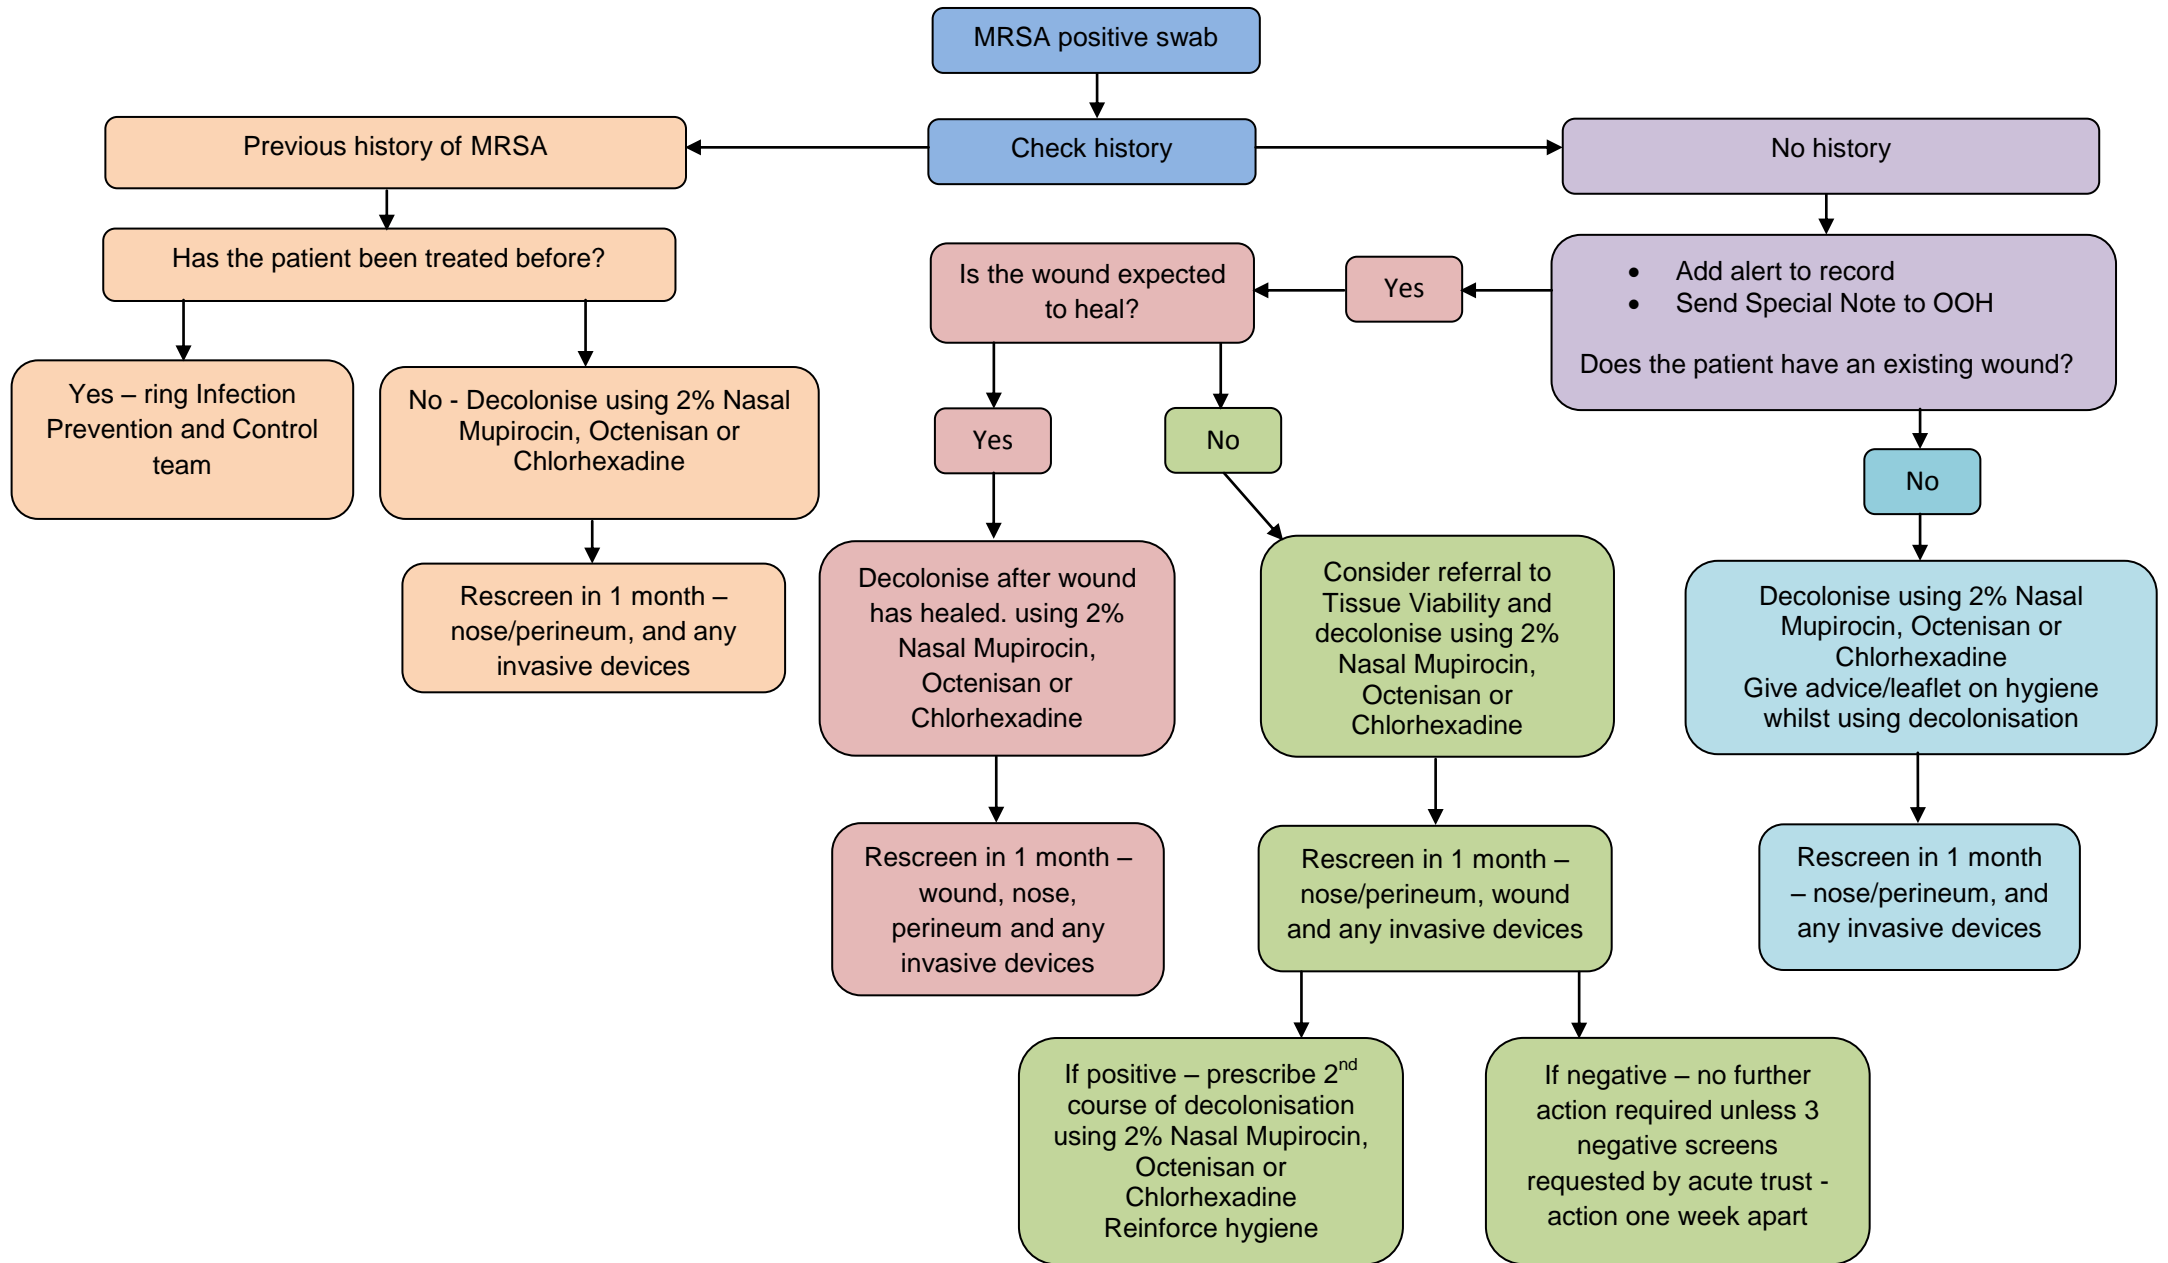 MRSA positive swab
Previous history of MRSA
Check history
No history
Has the patient been treated before?
Is the wound expected
to heal?
Yes
• Add alert to record
• Send Special Note to OOH
Does the patient have an existing wound?
Yes – ring Infection
Prevention and Control
team
No - Decolonise using 2% Nasal
Mupirocin, Octenisan or
Chlorhexadine
Yes
No
No
Rescreen in 1 month –
nose/perineum, and any
invasive devices
Decolonise after wound
has healed. using 2%
Nasal Mupirocin,
Octenisan or
Chlorhexadine
Consider referral to
Tissue Viability and
decolonise using 2%
Nasal Mupirocin,
Octenisan or
Chlorhexadine
Decolonise using 2% Nasal
Mupirocin, Octenisan or
Chlorhexadine
Give advice/leaflet on hygiene
whilst using decolonisation
Rescreen in 1 month –
wound, nose,
perineum and any
invasive devices
Rescreen in 1 month –
nose/perineum, wound
and any invasive devices
Rescreen in 1 month
– nose/perineum, and
any invasive devices
If positive – prescribe 2nd
course of decolonisation
using 2% Nasal Mupirocin,
Octenisan or
Chlorhexadine
Reinforce hygiene
If negative – no further
action required unless 3
negative screens
requested by acute trust -
action one week apart